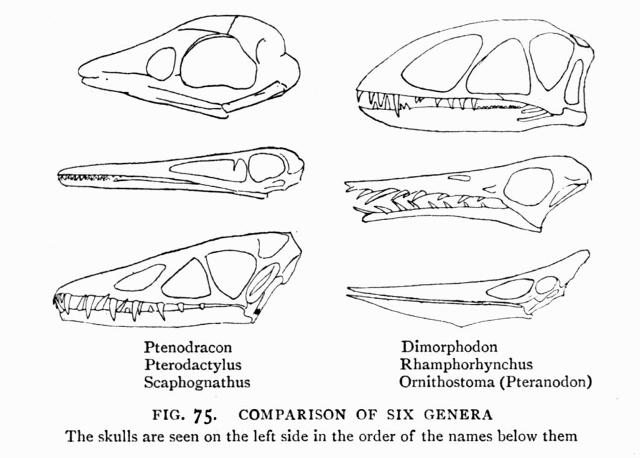 Ptenodracon
Pterodactylus
Scaphognathus
Dimorphodon
Rhamphorhynchus
Ornithostoma (Pteranodon)
FIG. 75. COMPARISON OF SIX GENERA
The skulls are seen on the left side in the order of the names below them